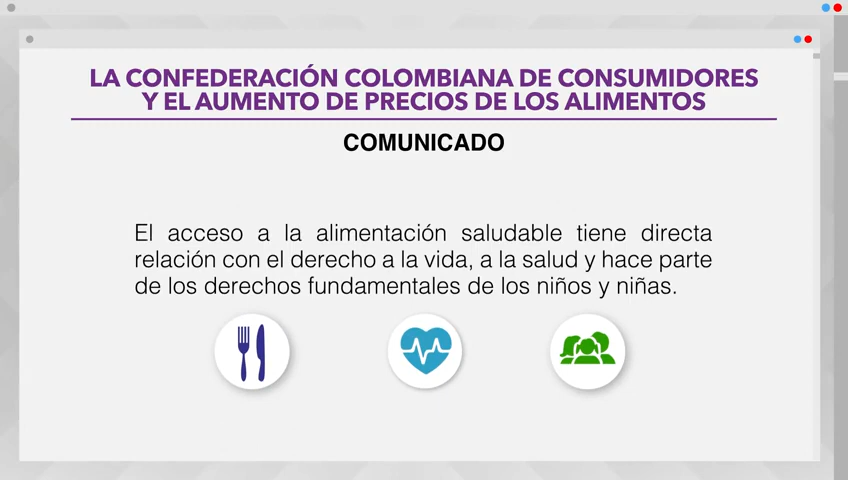 LA CONFEDERACIÓN COLOMBIANA DE CONSUMIDORES
Y EL AUMENTO DE PRECIOS DE LOS ALIMENTOS
COMUNICADO
El acceso a la alimentación saludable tiene directa
relación con el derecho a la vida, a la salud y hace parte
de los derechos fundamentales de los niños y niñas.